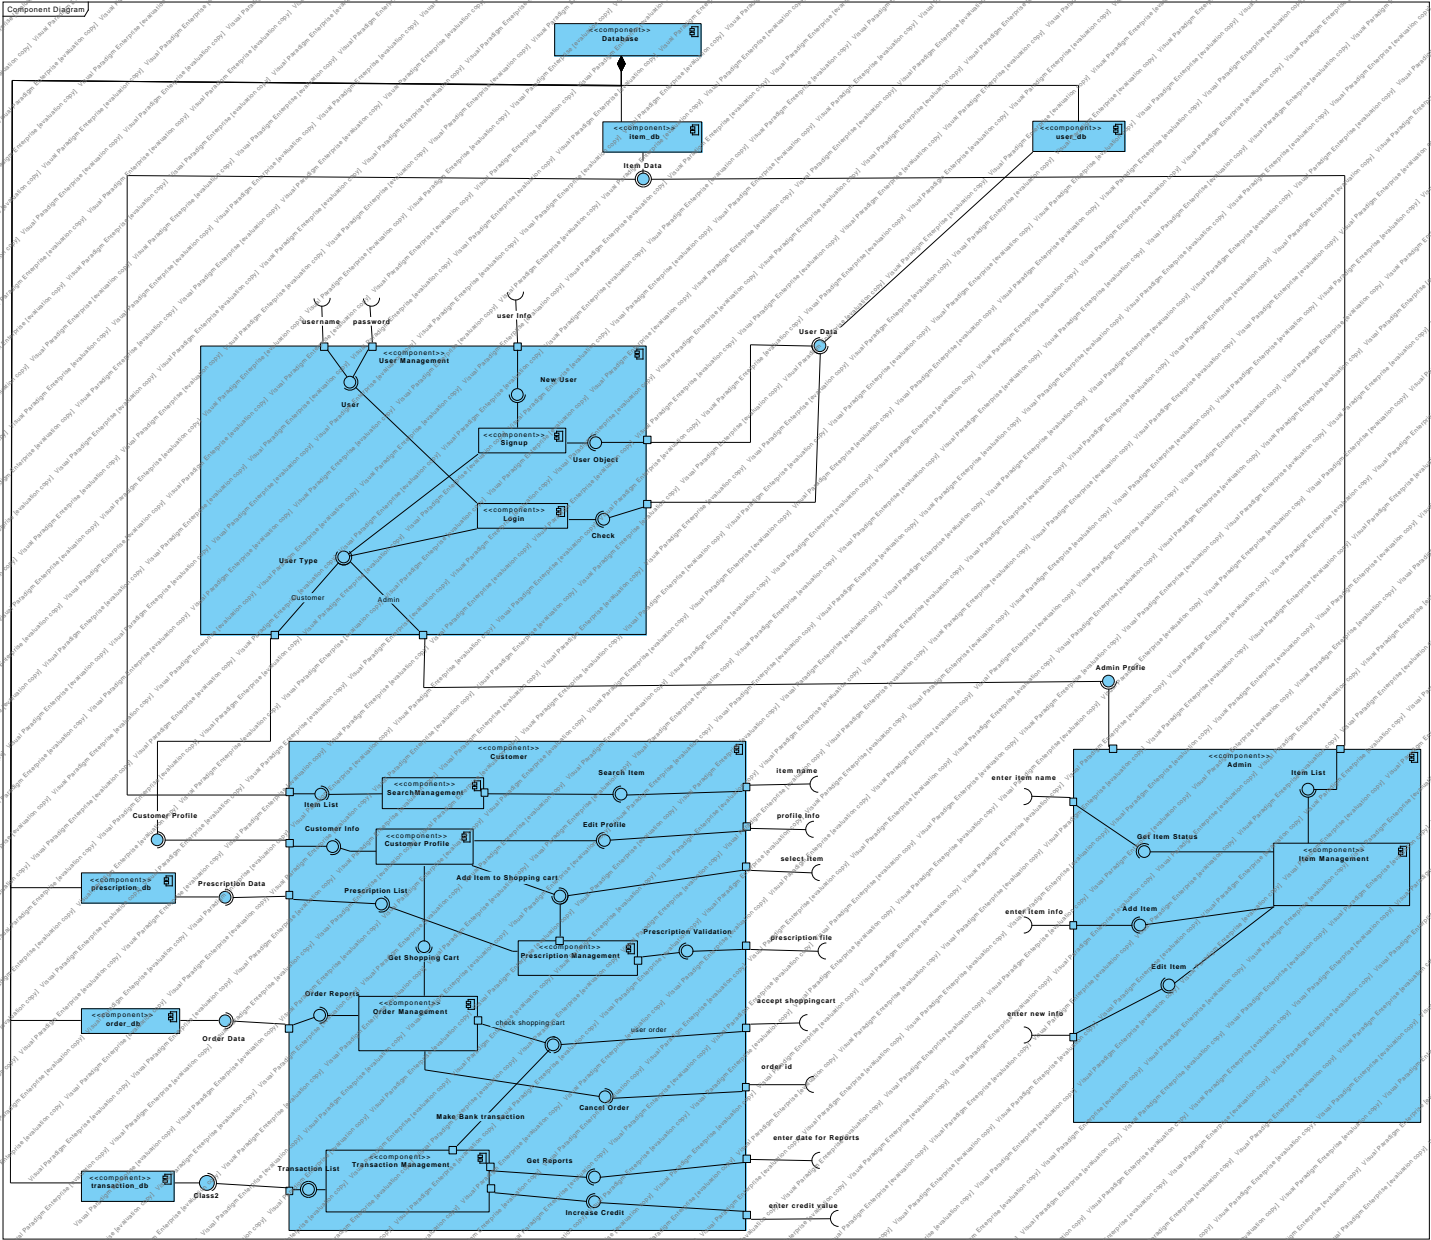 Component Diagram
<<component>>
Database
<<component>>
item_db
<<component>>
user_db
Item Data
username
password
user Info
User Data
<<component>>
User Management
New User
User
<<component>>
Signup
User Object
<<component>>
Login
Check
User Type
Customer
Admin
Admin Profie
<<component>>
Customer
Search Item
item name
<<component>>
SearchManagement
Item List
Customer Profile
Customer Info
<<component>>
Customer Profile
Edit Profile
profile Info
select item
Add Item to Shopping cart
<<component>>
prescription_db
Prescription Data
Prescription List
Prescription Validation
prescription file
<<component>>
Prescription Management
Get Shopping Cart
Order Reports
<<component>>
Order Management
accept shoppingcart
<<component>>
order_db
Order Data
check shopping cart
user order
order id
Cancel Order
Make Bank transaction
enter date for Reports
<<component>>
Transaction Management
Get Reports
Transaction List
<<component>>
transaction_db
Class2
Increase Credit
enter credit value
<<component>>
Admin
Item List
enter item name
Get Item Status
<<component>>
Item Management
enter item info
Add Item
Edit Item
enter new info
Visual Paradigm Enterprise [evaluation copy]